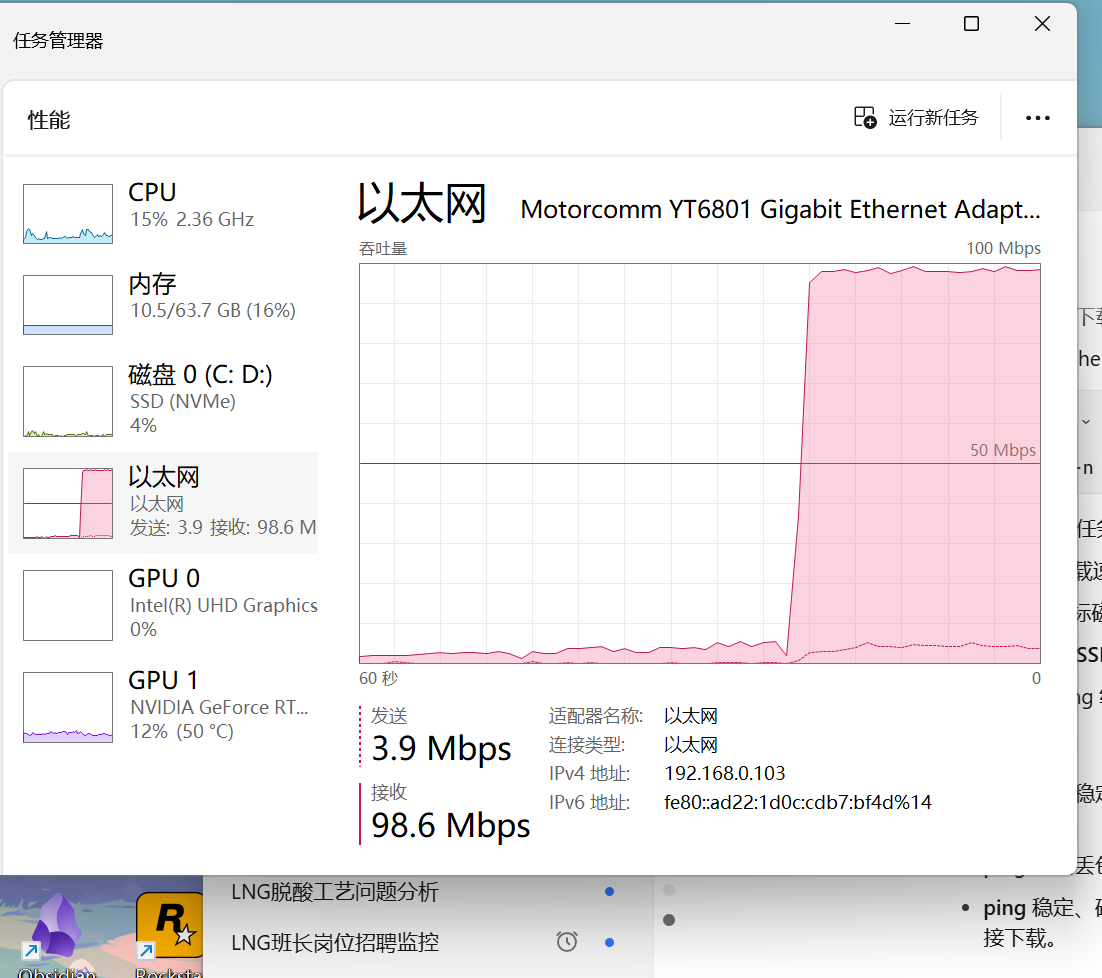 任务管理器
性能
运行新任务
CPU
15% 2.36 GHz
内存
10.5/63.7 GB (16%)
磁盘 0 (C: D:)
SSD (NVMe)
4%
以太网
以太网
发送: 3.9 接收: 98.6 M
GPU 0
Intel(R) UHD Graphics
0%
GPU 1
NVIDIA GeForce RT...
12% (50 °C)
以太网
Motorcomm YT6801 Gigabit Ethernet Adapt...
吞吐量
100 Mbps
50 Mbps
60 秒
0
发送
3.9 Mbps
接收
98.6 Mbps
适配器名称: 以太网
连接类型: 以太网
IPv4 地址: 192.168.0.103
IPv6 地址: fe80::ad22:1d0c:cdb7:bf4d%14
LNG脱酸工艺问题分析
LNG班长岗位招聘监控
ping 稳定、
接下载。
Obsidian